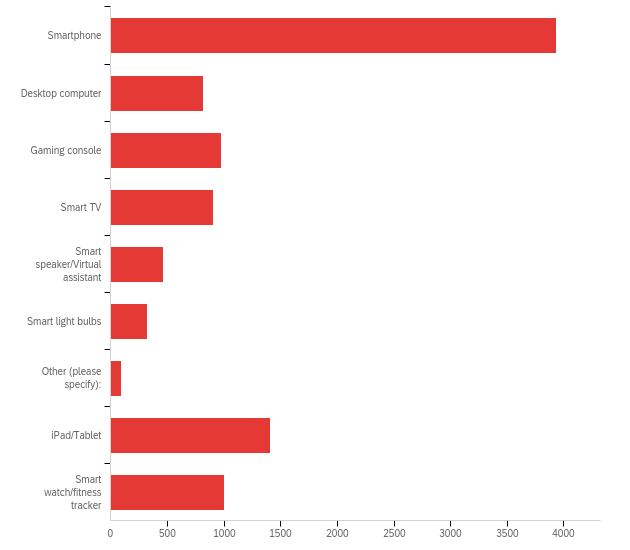 Smartphone
Desktop computer
Gaming console
Smart TV
Smart
speaker/Virtual
assistant
Smart light bulbs
Other (please
specify):
iPad/Tablet
Smart
watch/fitness
tracker
0 500 1000 1500 2000 2500 3000 3500 4000